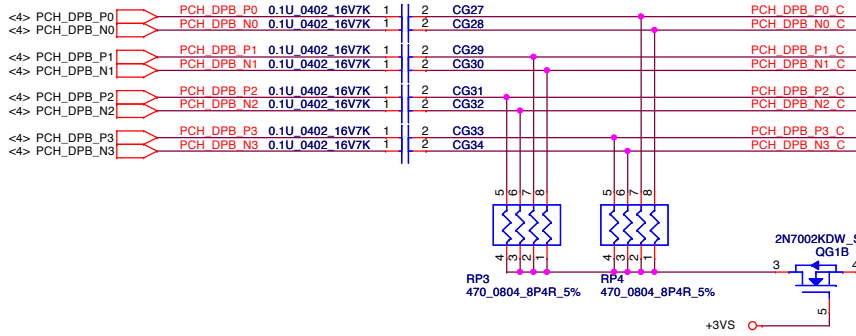 <4> PCH_DPB_P0 PCH_DPB_P0 0.1U_0402_16V7K 1 2 CG27 PCH_DPB_P0_C
<4> PCH_DPB_N0 PCH_DPB_N0 0.1U_0402_16V7K 1 2 CG28 PCH_DPB_N0_C
<4> PCH_DPB_P1 PCH_DPB_P1 0.1U_0402_16V7K 1 2 CG29 PCH_DPB_P1_C
<4> PCH_DPB_N1 PCH_DPB_N1 0.1U_0402_16V7K 1 2 CG30 PCH_DPB_N1_C
<4> PCH_DPB_P2 PCH_DPB_P2 0.1U_0402_16V7K 1 2 CG31 PCH_DPB_P2_C
<4> PCH_DPB_N2 PCH_DPB_N2 0.1U_0402_16V7K 1 2 CG32 PCH_DPB_N2_C
<4> PCH_DPB_P3 PCH_DPB_P3 0.1U_0402_16V7K 1 2 CG33 PCH_DPB_P3_C
<4> PCH_DPB_N3 PCH_DPB_N3 0.1U_0402_16V7K 1 2 CG34 PCH_DPB_N3_C
5 6 7 8 5 6 7 8
4 3 2 1 4 3 2 1
2N7002KDW_S
QG1B
3 4
RP3 RP4
470_0804_8P4R_5% 470_0804_8P4R_5%
5
+3VS